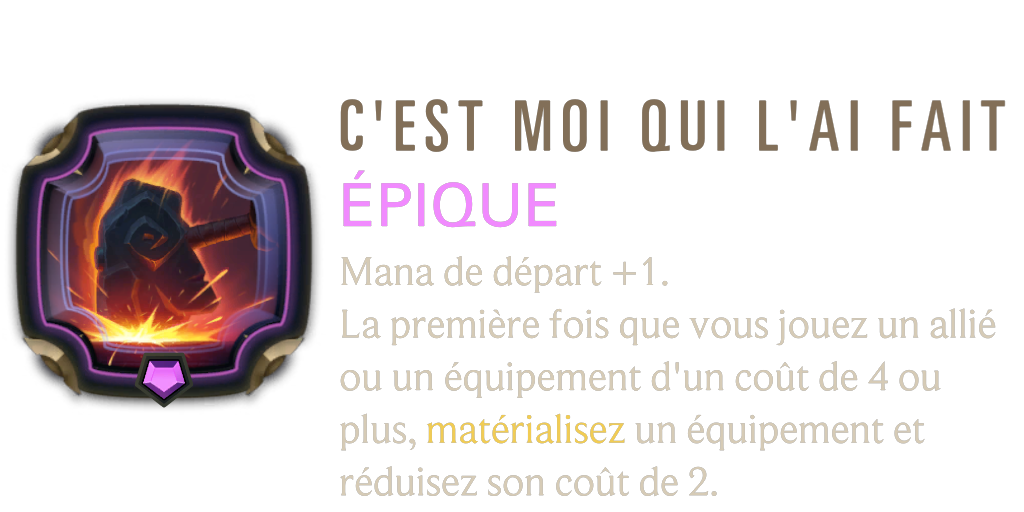 C'EST MOI QUI L'AI FAIT
ÉPIQUE
Mana de départ +1.
La première fois que vous jouez un allié
ou un équipement d'un coût de 4 ou
plus, matérialisez un équipement et
réduisez son coût de 2.